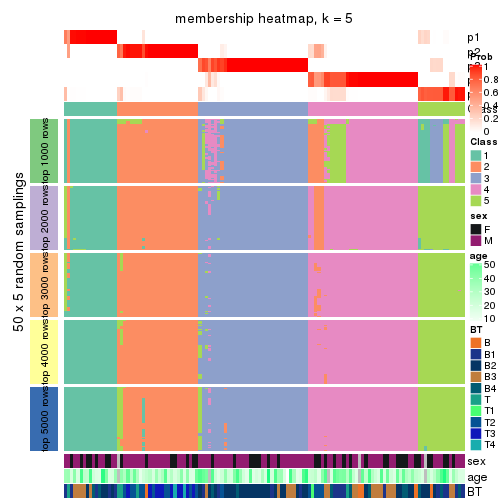 membership heatmap, k = 5
p1
p2
p4
Prob
1
0.8
0.6
0.4
0.2
0
Class
1
2
3
4
5
sex
F
M
age
50
40
30
20
10
BT
B
B1
B2
B3
B4
T
T1
T2
T3
T4
50 x 5 random samplings
top 1000 rows
top 2000 rows
top 3000 rows
top 4000 rows
top 5000 rows
sex
age
BT